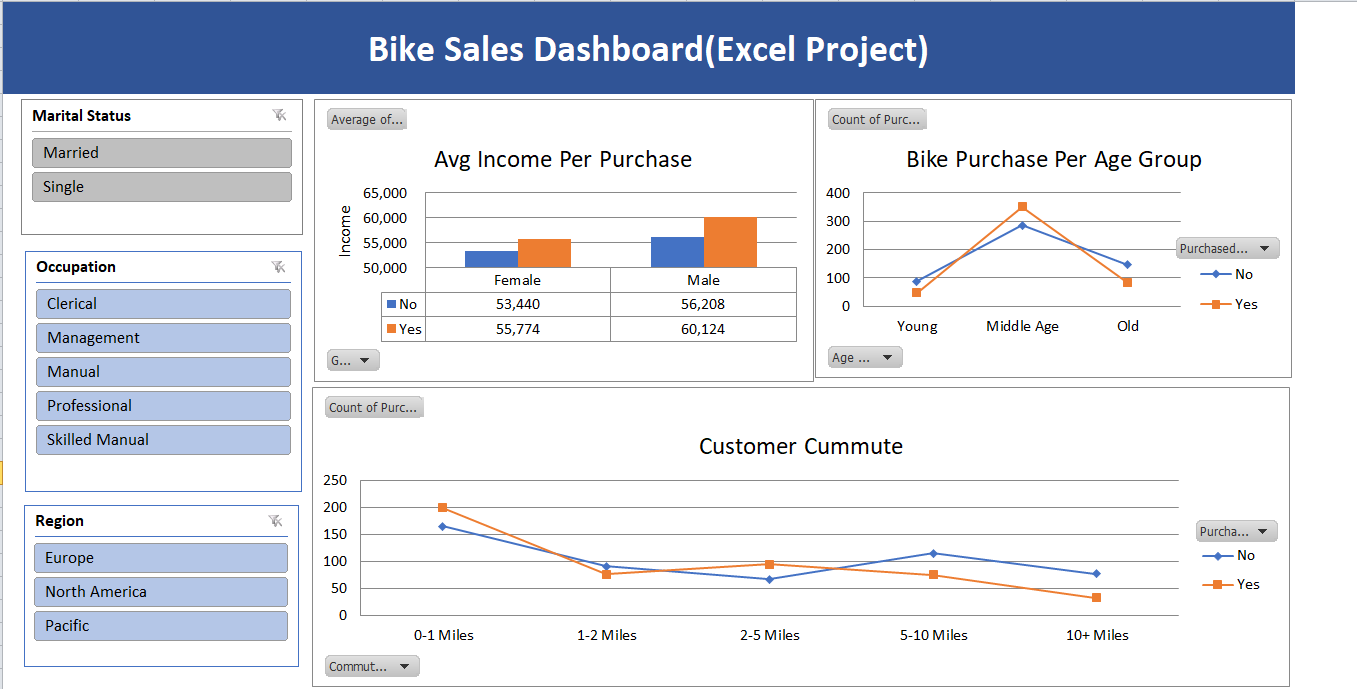 Bike Sales Dashboard(Excel Project)
Marital Status
Married
Single
Occupation
Clerical
Management
Manual
Professional
Skilled Manual
Region
Europe
North America
Pacific
Average of...
Avg Income Per Purchase
Income
65,000
60,000
55,000
50,000
Female Male
No 53,440 56,208
Yes 55,774 60,124
G...
Count of Purc...
Bike Purchase Per Age Group
400
300
200
100
0
Young Middle Age Old
Purchased...
No
Yes
Age ...
Count of Purc...
Customer Cummute
250
200
150
100
50
0
0-1 Miles 1-2 Miles 2-5 Miles 5-10 Miles 10+ Miles
Purcha...
No
Yes
Commut...